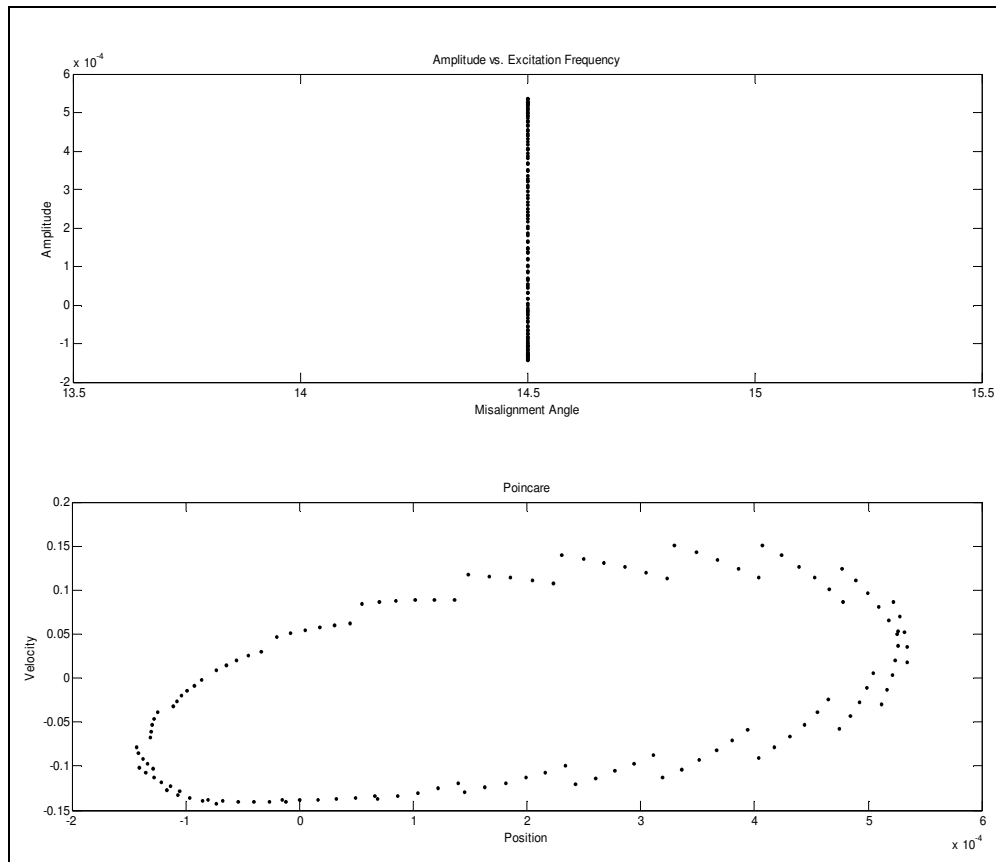 Amplitude vs. Excitation Frequency
x 10^-4
6
5
4
3
2
1
0
-1
-2
Amplitude
13.5 14 14.5 15 15.5
Misalignment Angle
Poincare
0.2
0.15
0.1
0.05
0
-0.05
-0.1
-0.15
Velocity
-2 -1 0 1 2 3 4 5 6
Position
x 10^-4